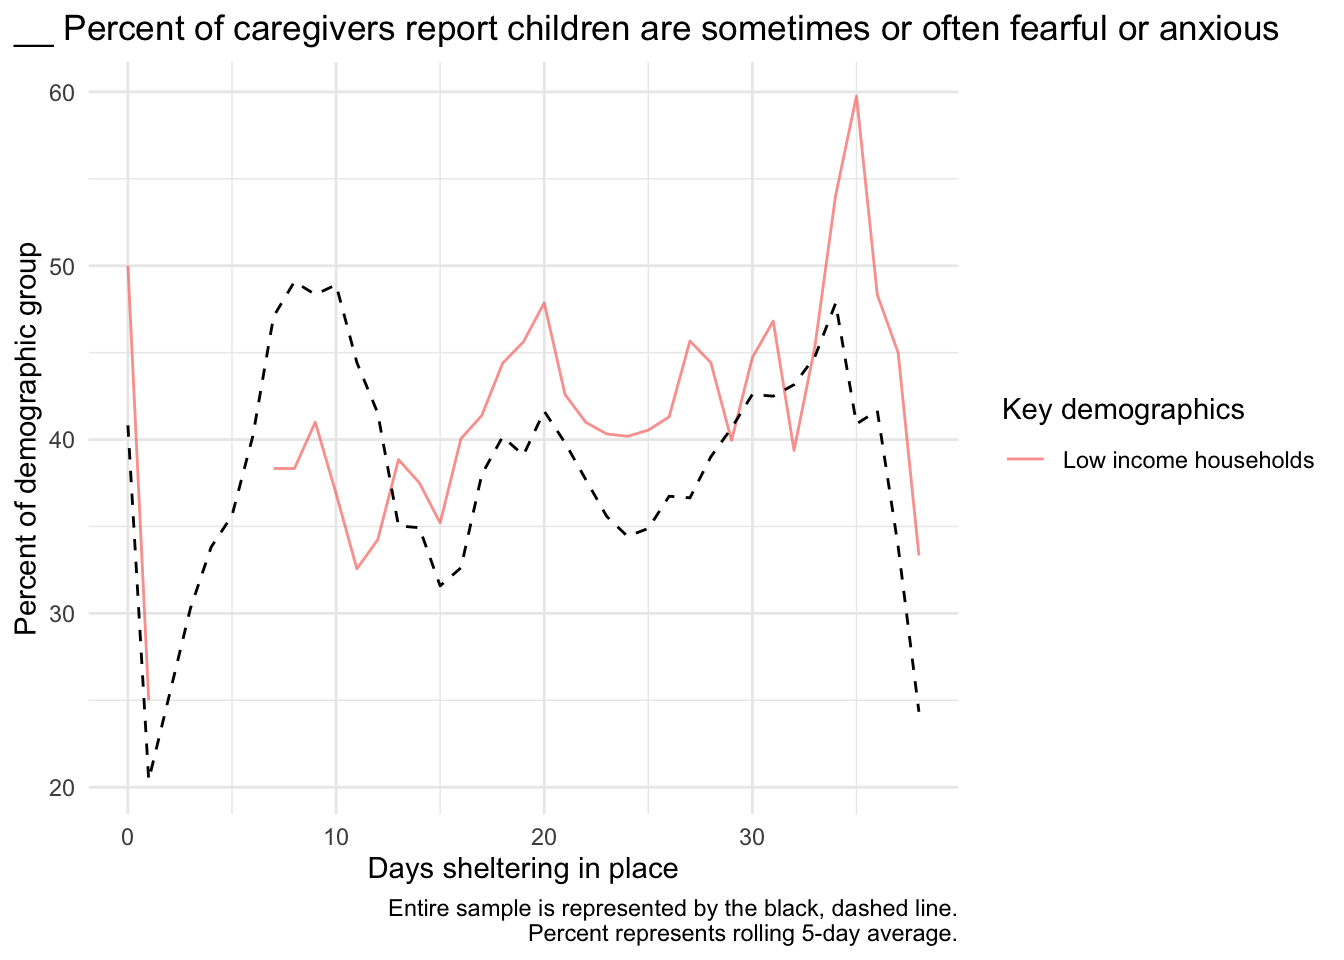 __ Percent of caregivers report children are sometimes or often fearful or anxious
Percent of demographic group
60
50
40
30
20
0
10
20
30
Days sheltering in place
Key demographics
Low income households
Entire sample is represented by the black, dashed line.
Percent represents rolling 5-day average.